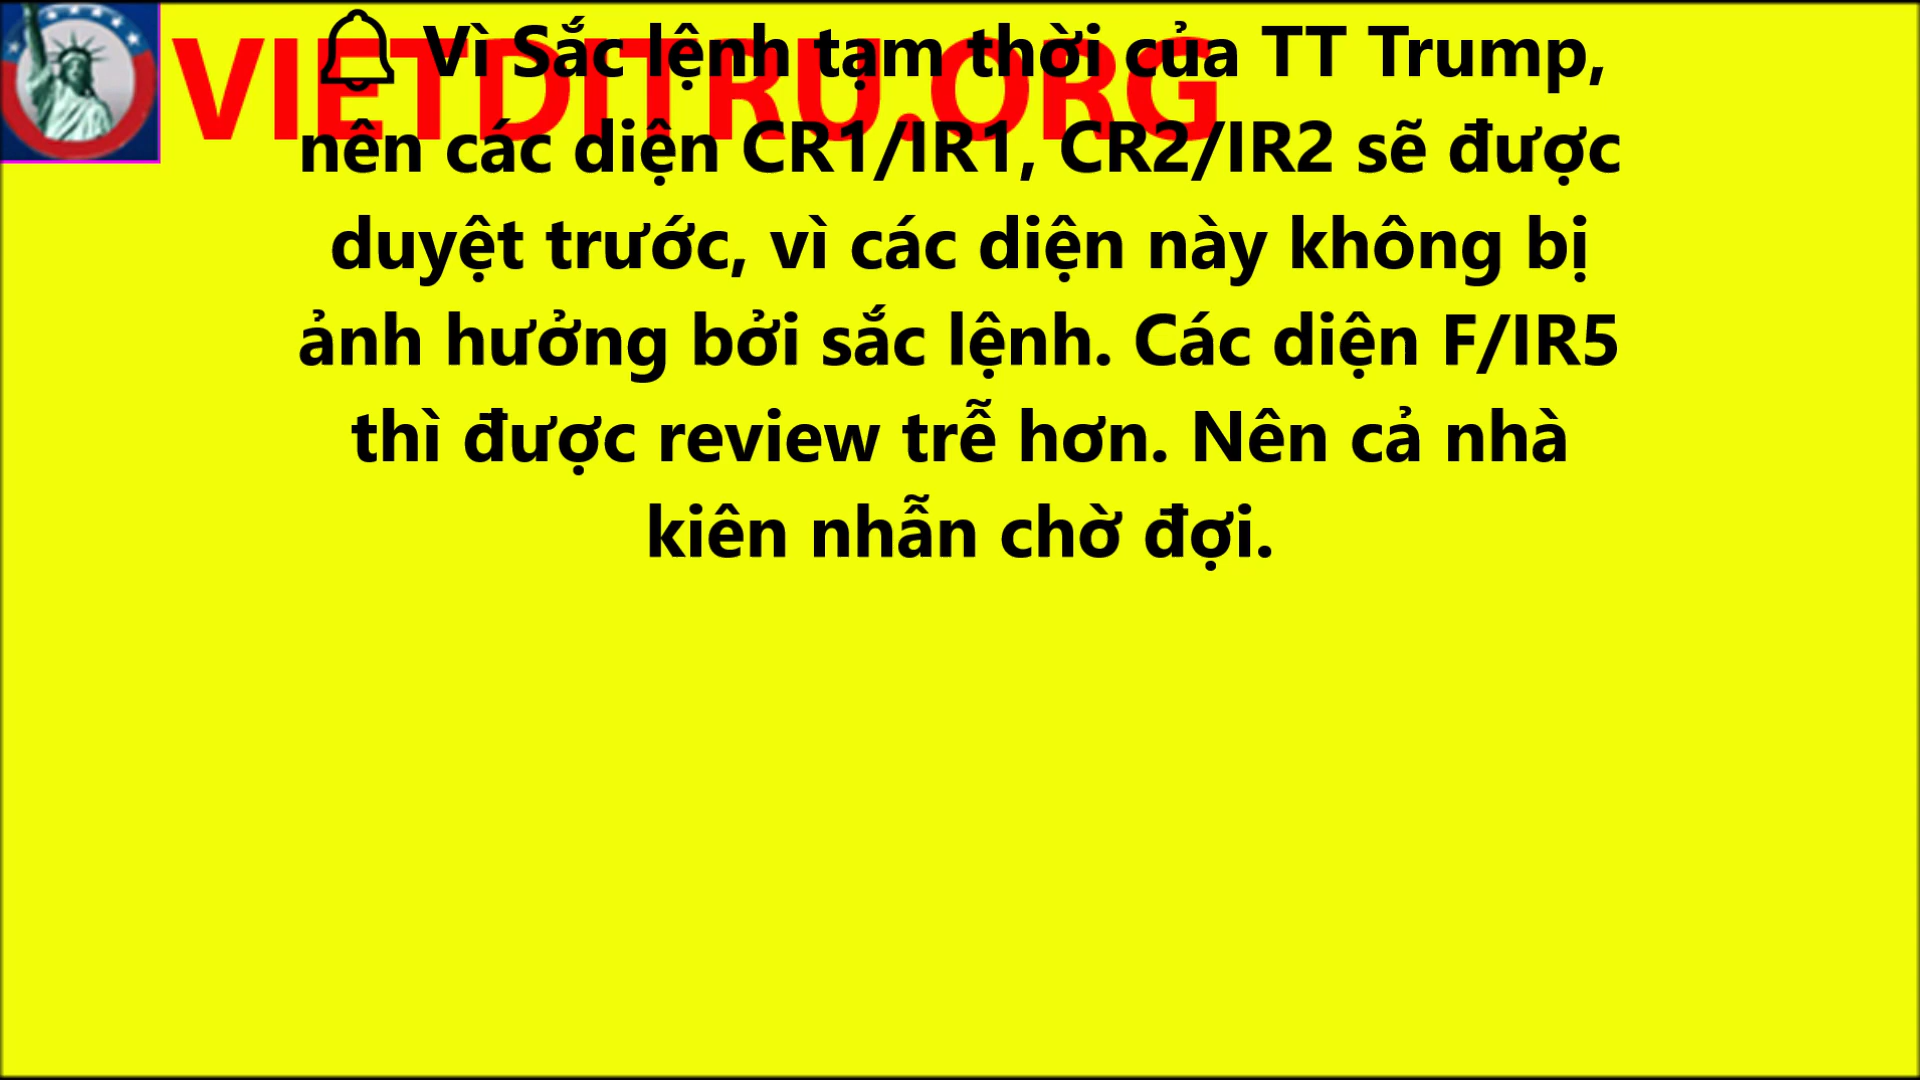 VIETDITRU.ORG
Vì Sắc lệnh tạm thời của TT Trump,
nên các diện CR1/IR1, CR2/IR2 sẽ được
duyệt trước, vì các diện này không bị
ảnh hưởng bởi sắc lệnh. Các diện F/IR5
thì được review trễ hơn. Nên cả nhà
kiên nhẫn chờ đợi.